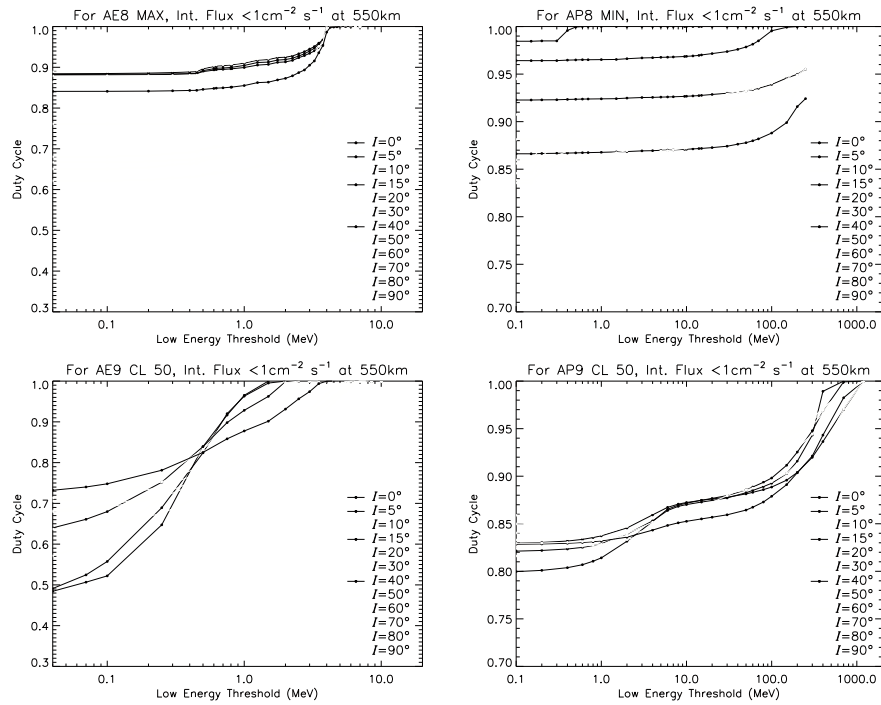 For AE8 MAX, Int. Flux <1cm⁻² s⁻¹ at 550km
1.0
0.9
0.8
0.7
0.6
0.5
0.4
0.3
Duty Cycle
0.1
1.0
10.0
Low Energy Threshold (MeV)
I=0°
I=5°
I=10°
I=15°
I=20°
I=30°
I=40°
I=50°
I=60°
I=70°
I=80°
I=90°
For AP8 MIN, Int. Flux <1cm⁻² s⁻¹ at 550km
1.00
0.95
0.90
0.85
0.80
0.75
0.70
Duty Cycle
0.1
1.0
10.0
100.0
1000.0
Low Energy Threshold (MeV)
I=0°
I=5°
I=10°
I=15°
I=20°
I=30°
I=40°
I=50°
I=60°
I=70°
I=80°
I=90°
For AE9 CL 50, Int. Flux <1cm⁻² s⁻¹ at 550km
1.0
0.9
0.8
0.7
0.6
0.5
0.4
0.3
Duty Cycle
0.1
1.0
10.0
Low Energy Threshold (MeV)
I=0°
I=5°
I=10°
I=15°
I=20°
I=30°
I=40°
I=50°
I=60°
I=70°
I=80°
I=90°
For AP9 CL 50, Int. Flux <1cm⁻² s⁻¹ at 550km
1.00
0.95
0.90
0.85
0.80
0.75
0.70
Duty Cycle
0.1
1.0
10.0
100.0
1000.0
Low Energy Threshold (MeV)
I=0°
I=5°
I=10°
I=15°
I=20°
I=30°
I=40°
I=50°
I=60°
I=70°
I=80°
I=90°